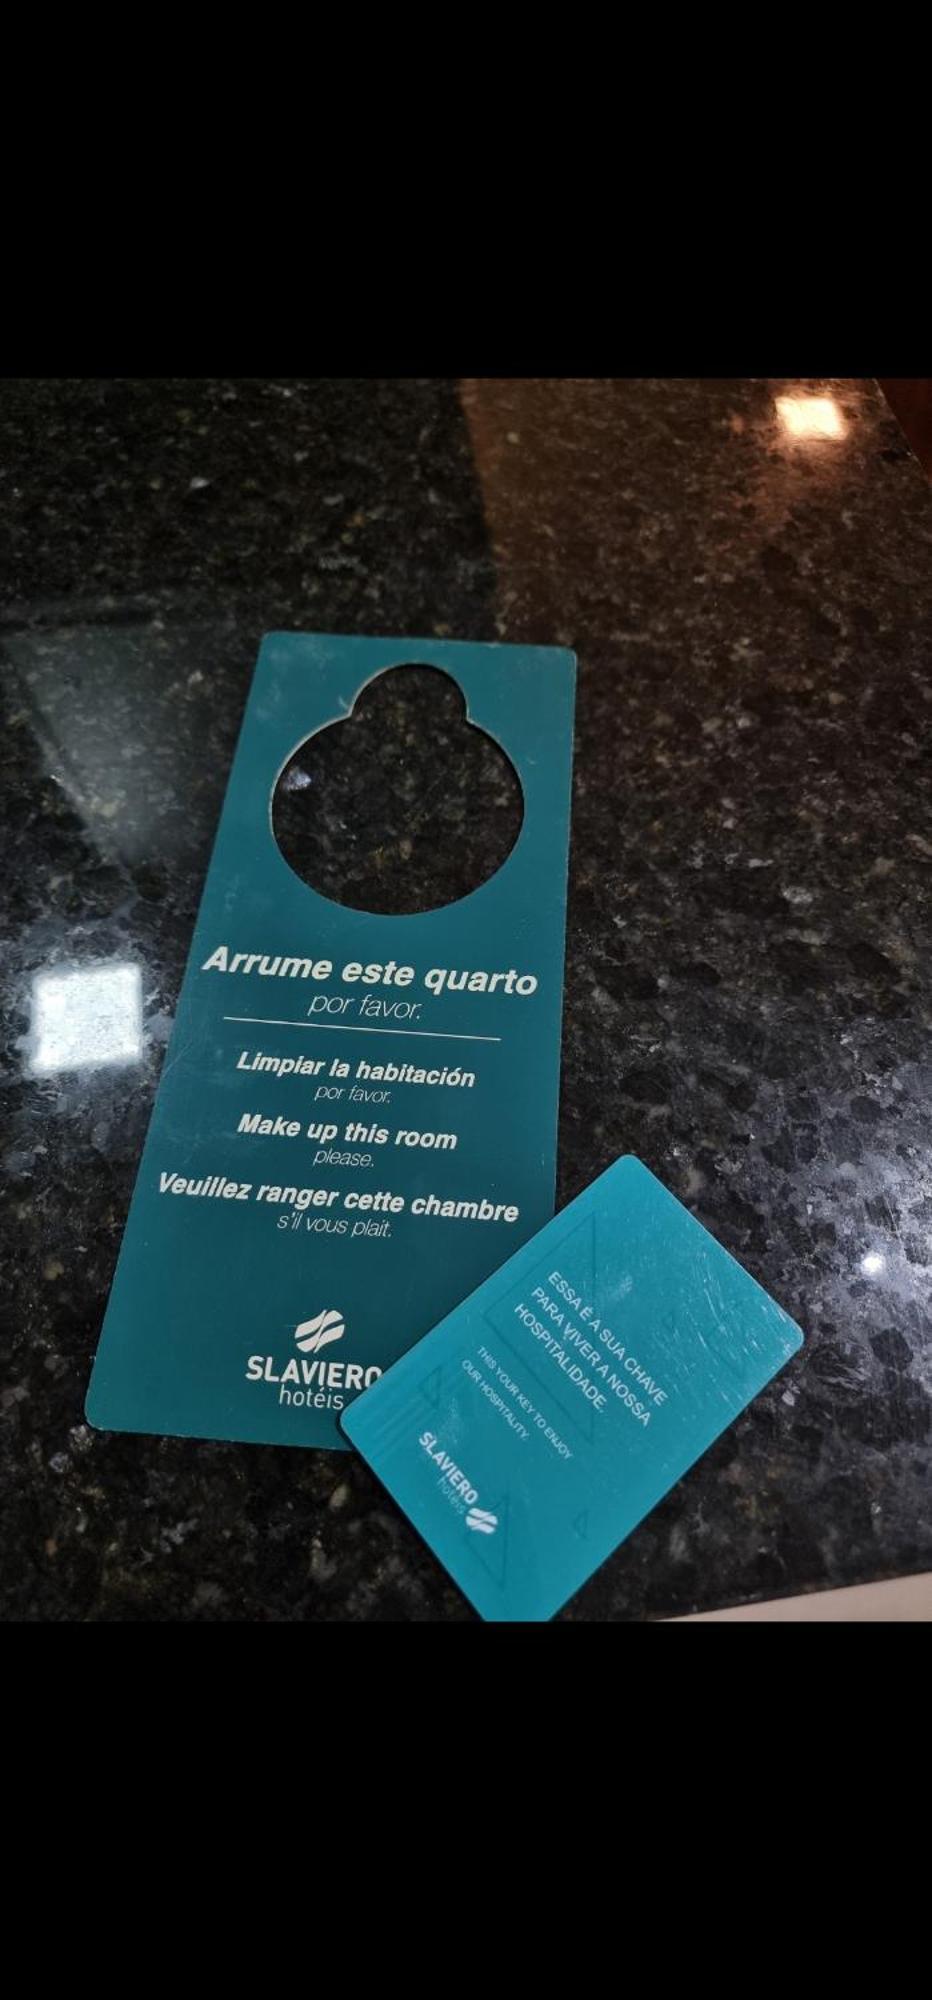 Arrume este quarto
por favor.
Limpiar la habitación
por favor.
Make up this room
please.
Veuillez ranger cette chambre
s'il vous plait.
SLAVIERO
hotéis
ESSA É A SUA CHAVE
PARA VIVER A NOSSA
HOSPITALIDADE.
THIS YOUR KEY TO ENJOY
OUR HOSPITALITY.
SLAVIERO
hotéis